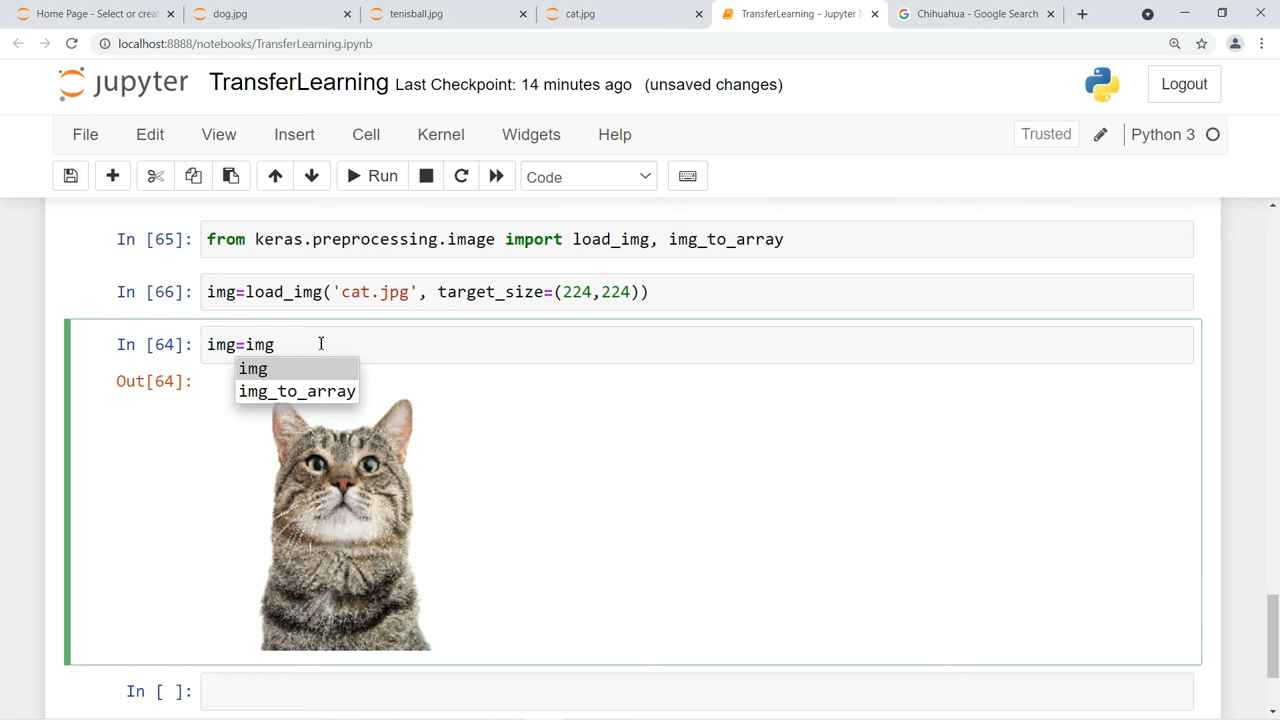 Home Page - Select or creat
dog.jpg
tenisball.jpg
cat.jpg
TransferLearning - Jupyter N
Chihuahua - Google Search
localhost:8888/notebooks/TransferLearning.ipynb
jupyter TransferLearning Last Checkpoint: 14 minutes ago (unsaved changes)
Logout
File Edit View Insert Cell Kernel Widgets Help
Trusted
Python 3
Run
Code
In [65]: from keras.preprocessing.image import load_img, img_to_array
In [66]: img=load_img('cat.jpg', target_size=(224,224))
In [64]: img=img
img
Out[64]:
img_to_array
In [ ]: